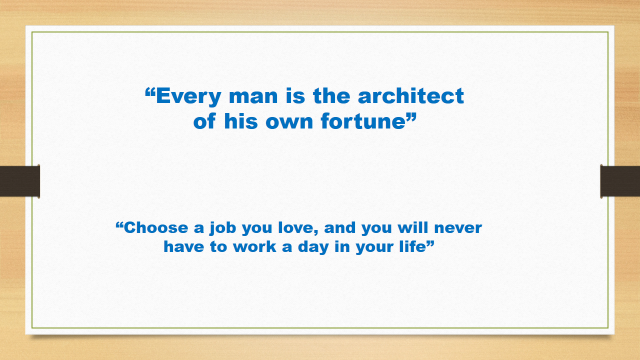 “Every man is the architect
of his own fortune”
“Choose a job you love, and you will never
have to work a day in your life”